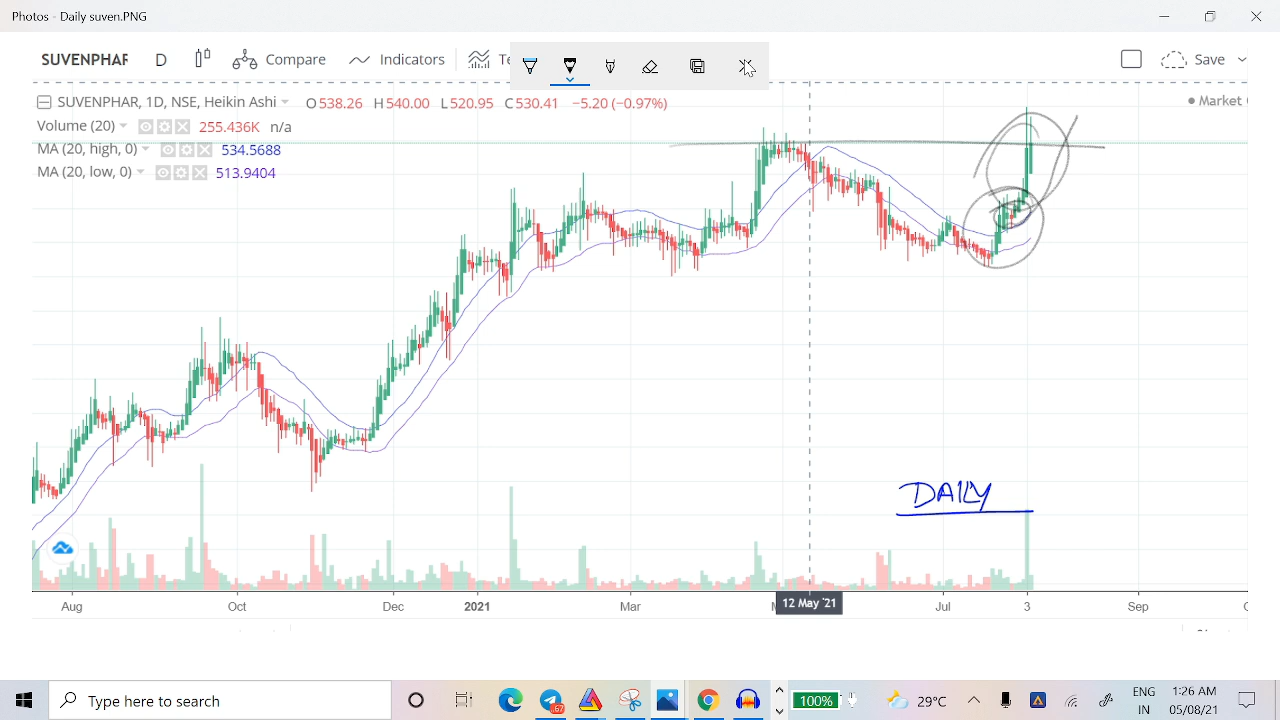 Photos - Divyen.PNG
SUVENPHAR D Compare Indicators Save
SUVENPHAR, 1D, NSE, Heikin Ashi O538.26 H540.00 L520.95 C530.41 −5.20 (−0.97%) Market
Volume (20) 255.436K n/a
MA (20, high, 0) 534.5688
MA (20, low, 0) 513.9404
DAILY
Aug Oct Dec 2021 Mar 12 May '21 Jul 3 Sep
Type here to search 67 100% 29°C ENG 1:26 AM
IN 05/08/21